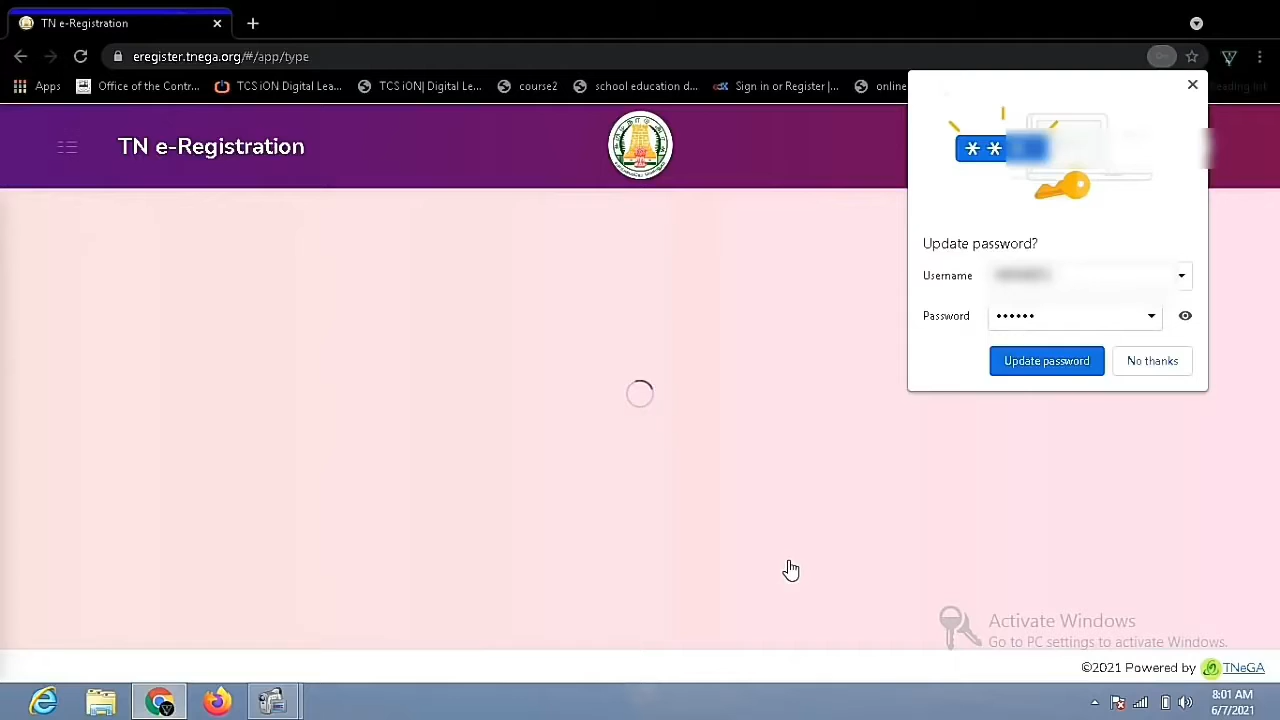 TN e-Registration
eregister.tnega.org/#/app/type
Apps
Office of the Contr...
TCS iON Digital Lea...
TCS iON| Digital Le...
course2
school education d...
Sign in or Register |...
online
TN e-Registration
* *
Update password?
Username
Password ••••••
Update password
No thanks
Activate Windows
Go to PC settings to activate Windows.
©2021 Powered by TNeGA
8:01 AM
6/7/2021